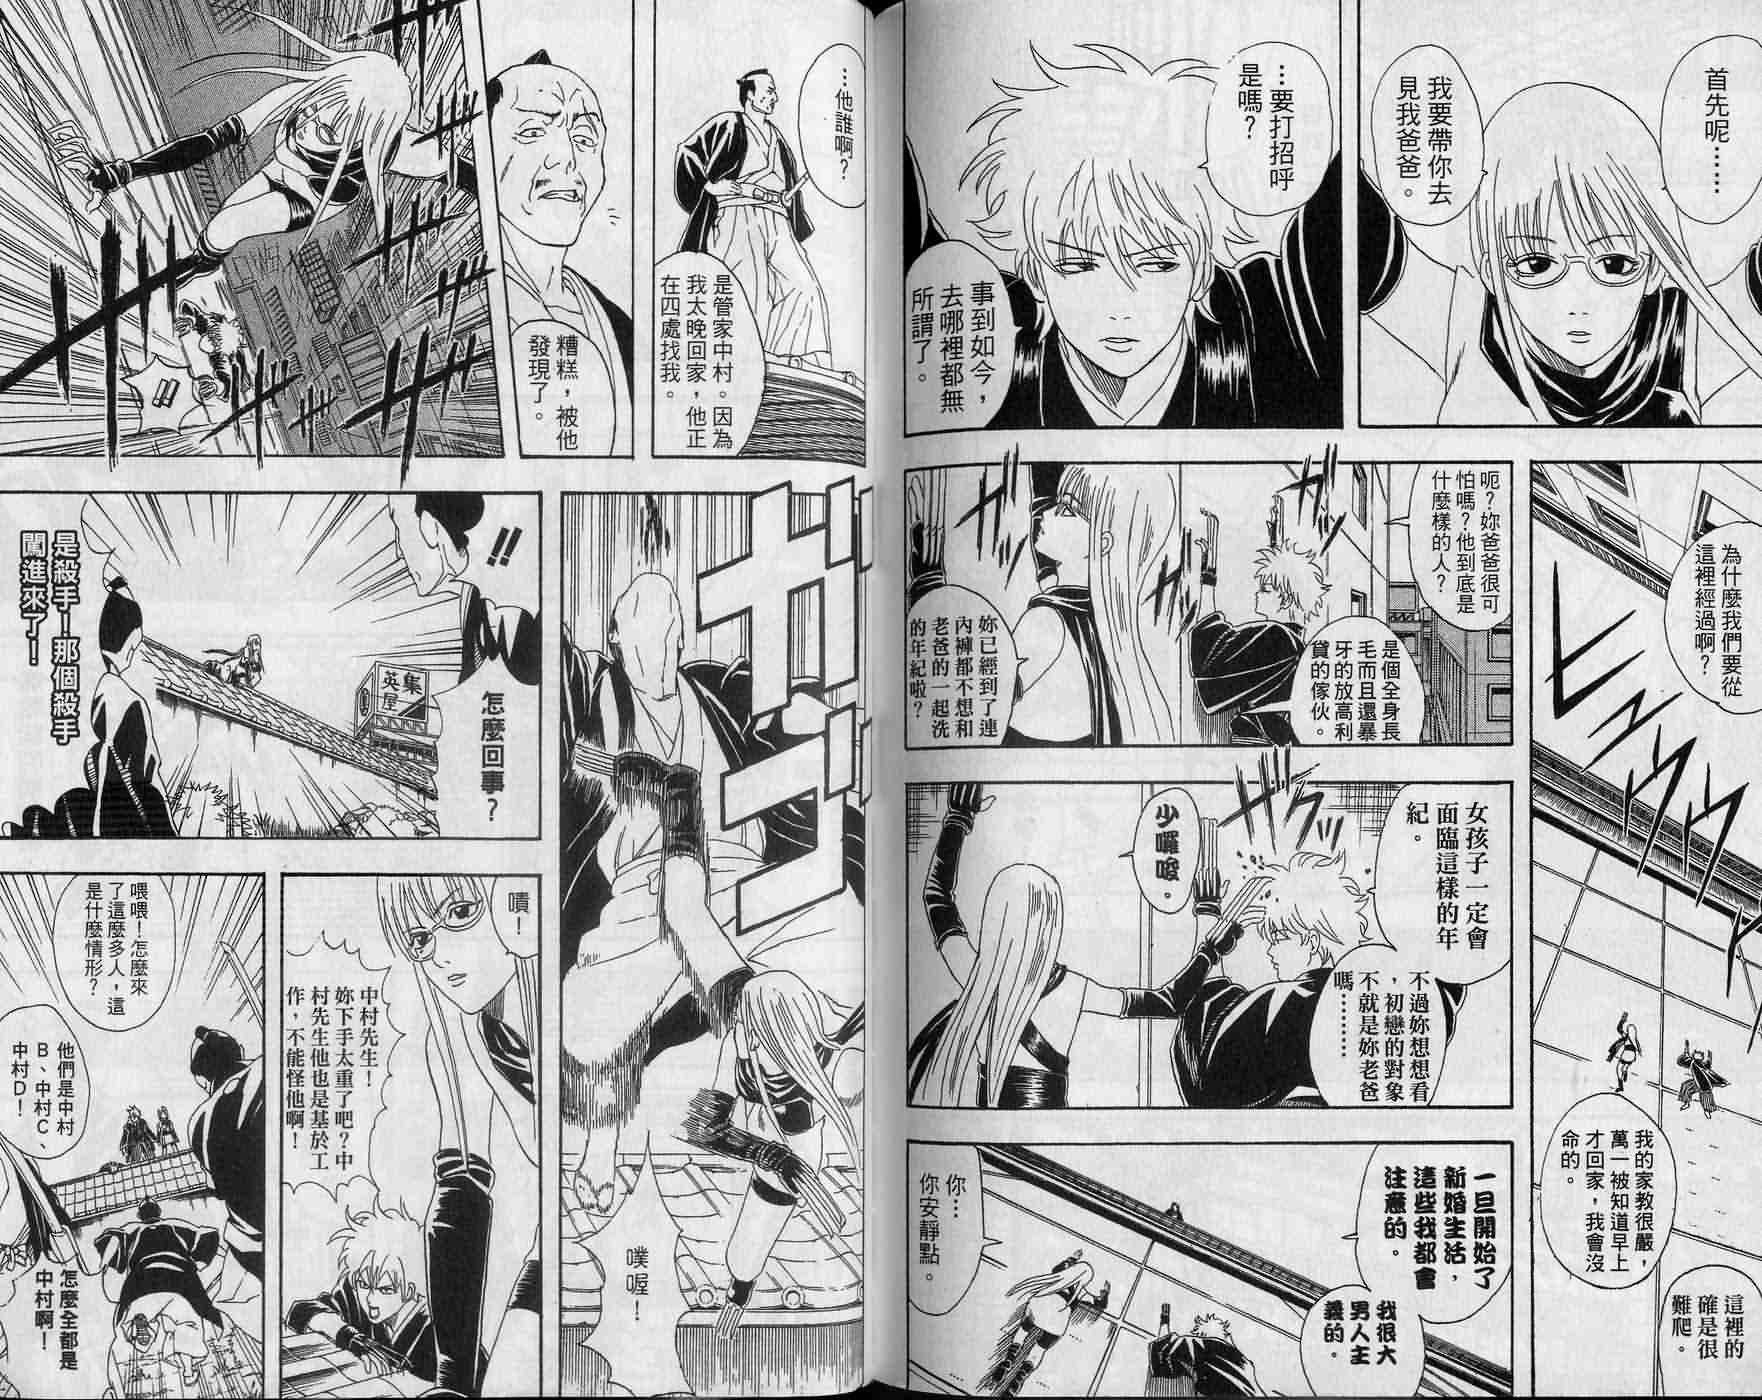 首先呢……
我要帶你去
見我爸爸。
…要打招呼
是嗎？
事到如今，
去哪裡都無
所謂了。
為什麼我們要從
這裡經過啊？
我的家教很嚴，
萬一被知道早上
才回家，我會沒
命的。
這裡的
確是很
難爬。
呃？妳爸爸很可
怕嗎？他到底是
什麼樣的人？
是個全身長
毛而且還暴
牙的放高利
貸的傢伙。
妳已經到了連
內褲都不想和
老爸的一起洗
的年紀啦？
女孩子一定會
面臨這樣的年
紀。
不過妳想想看
，初戀的對象
不就是妳老爸
嗎………
少囉唆。
一旦開始了
新婚生活，
這些我都會
注意的。
我很大
男人主
義的。
你…
你安靜點。
…他誰啊？
是管家中村。因為
我太晚回家，他正
在四處找我。
糟糕，被他
發現了。
!!
ガゴン
噗喔！
!!
怎麼回事？
集
英
屋
是殺手！那個殺手
闖進來了！
嘖！
中村先生！
妳下手太重了吧？中
村先生他也是基於工
作，不能怪他啊！
喂喂！怎麼來
了這麼多人，這
是什麼情形？
他們是中村
B、中村C、
中村D！
怎麼全都是
中村啊！